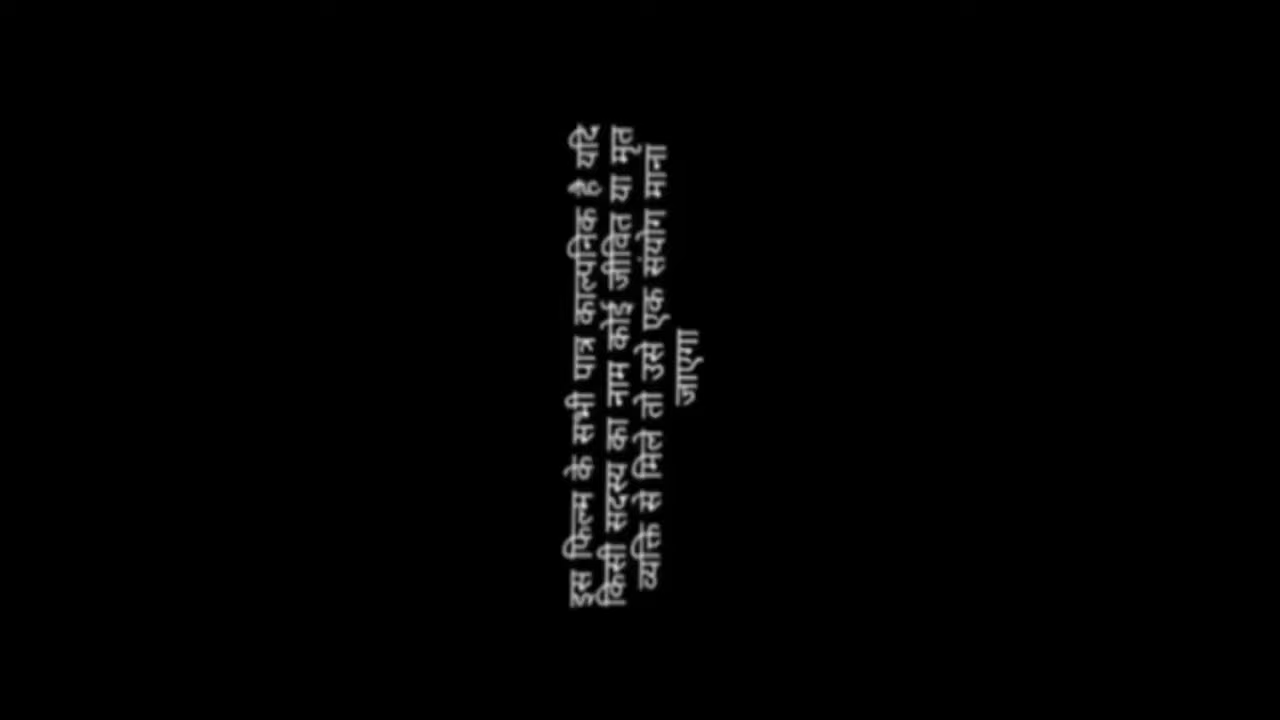 इस फिल्म के सभी पात्र काल्पनिक है यदि
किसी सदस्य का नाम कोई जीवित या मृत
व्यक्ति से मिले तो उसे एक संयोग माना
जाएगा